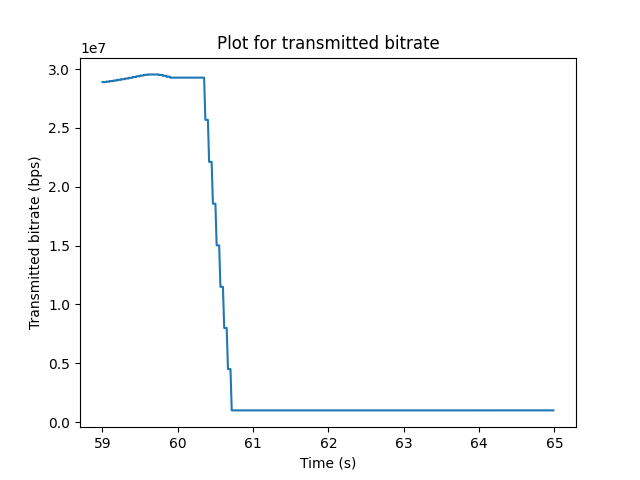 Plot for transmitted bitrate
1e7
3.0
2.5
2.0
1.5
1.0
0.5
0.0
Transmitted bitrate (bps)
59 60 61 62 63 64 65
Time (s)